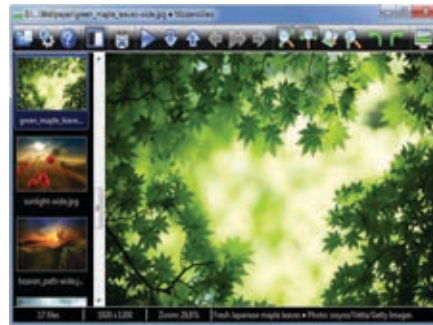 green_maple_leave...
sunlight-wide.jpg
heaven_path-wide.j...
17 files
1920 x 1200
Zoom: 29,8%
Fresh Japanese maple leaves • Photo: ooyoo/Vetta/Getty Images